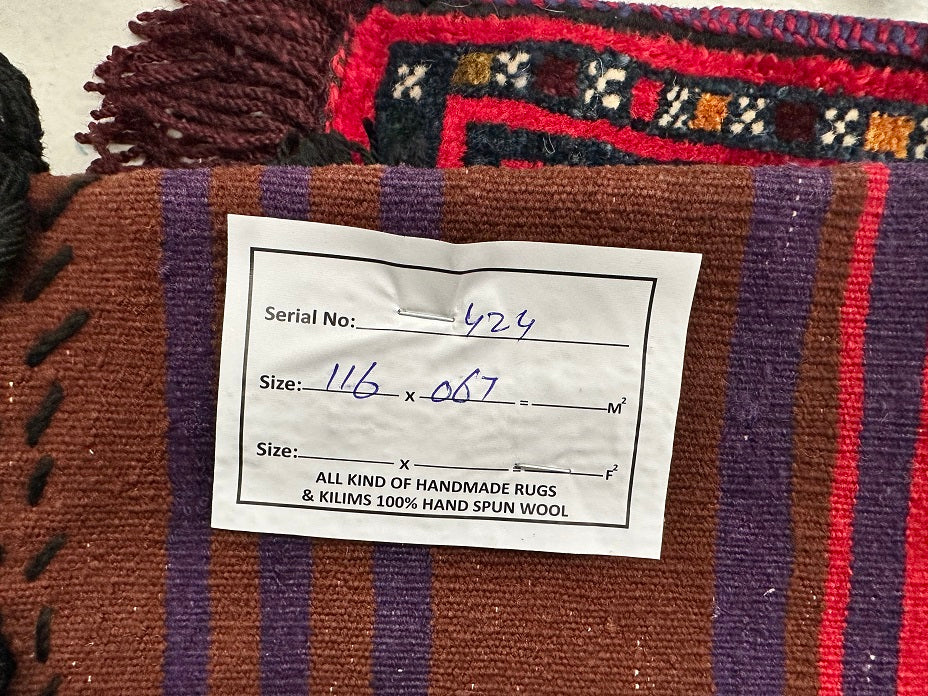 Serial No: 424
Size: 116 x 067 = M²
Size: x F²
ALL KIND OF HANDMADE RUGS
& KILIMS 100% HAND SPUN WOOL